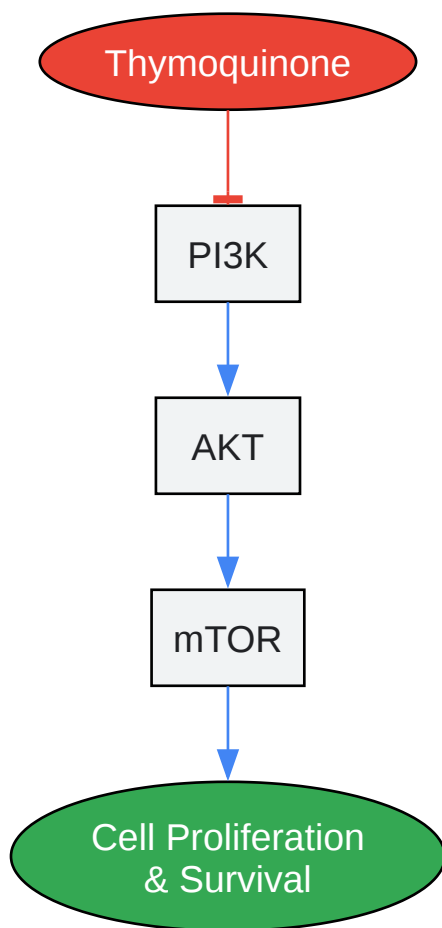 Thymoquinone
PI3K
AKT
mTOR
Cell Proliferation
& Survival